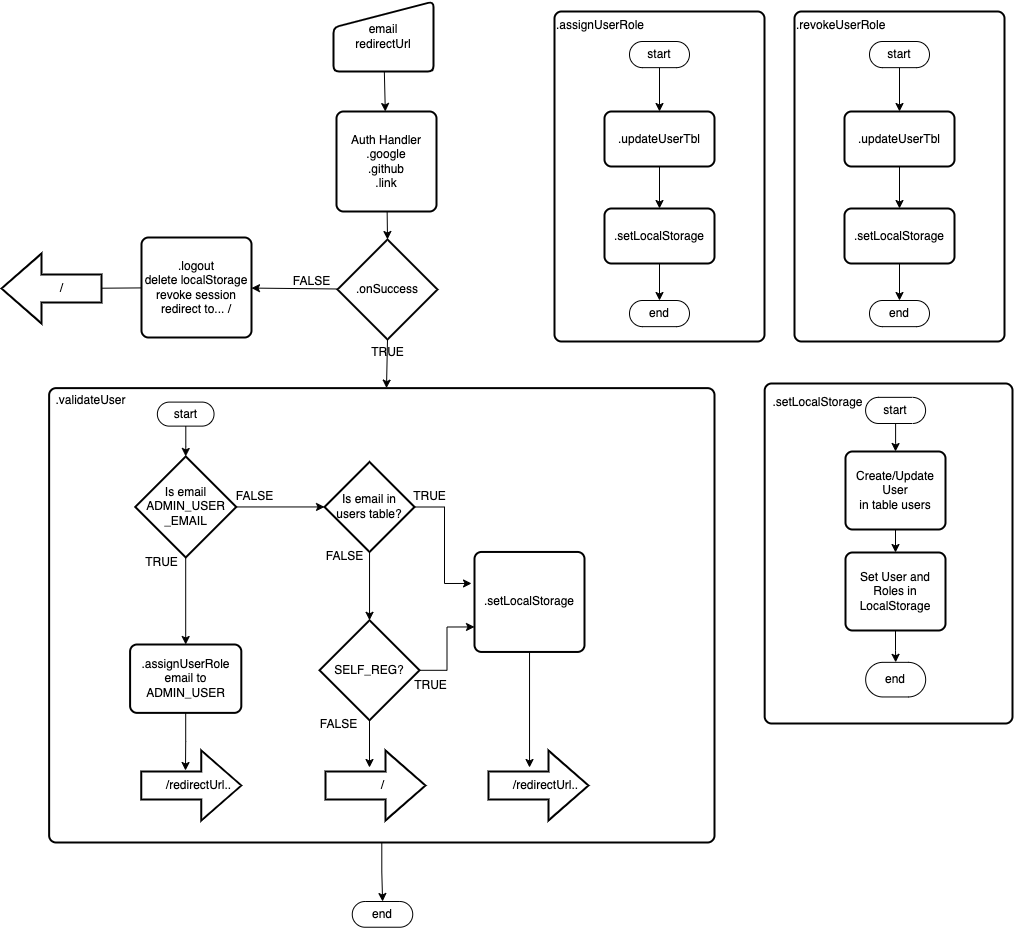 email
redirectUrl
Auth Handler
.google
.github
.link
.onSuccess
FALSE
TRUE
.logout
delete localStorage
revoke session
redirect to... /
/
.assignUserRole
start
.updateUserTbl
.setLocalStorage
end
.revokeUserRole
start
.updateUserTbl
.setLocalStorage
end
.validateUser
start
Is email
ADMIN_USER
_EMAIL
FALSE
TRUE
Is email in
users table?
TRUE
FALSE
.setLocalStorage
SELF_REG?
TRUE
FALSE
.assignUserRole
email to
ADMIN_USER
/redirectUrl..
/
/redirectUrl..
end
.setLocalStorage
start
Create/Update
User
in table users
Set User and
Roles in
LocalStorage
end